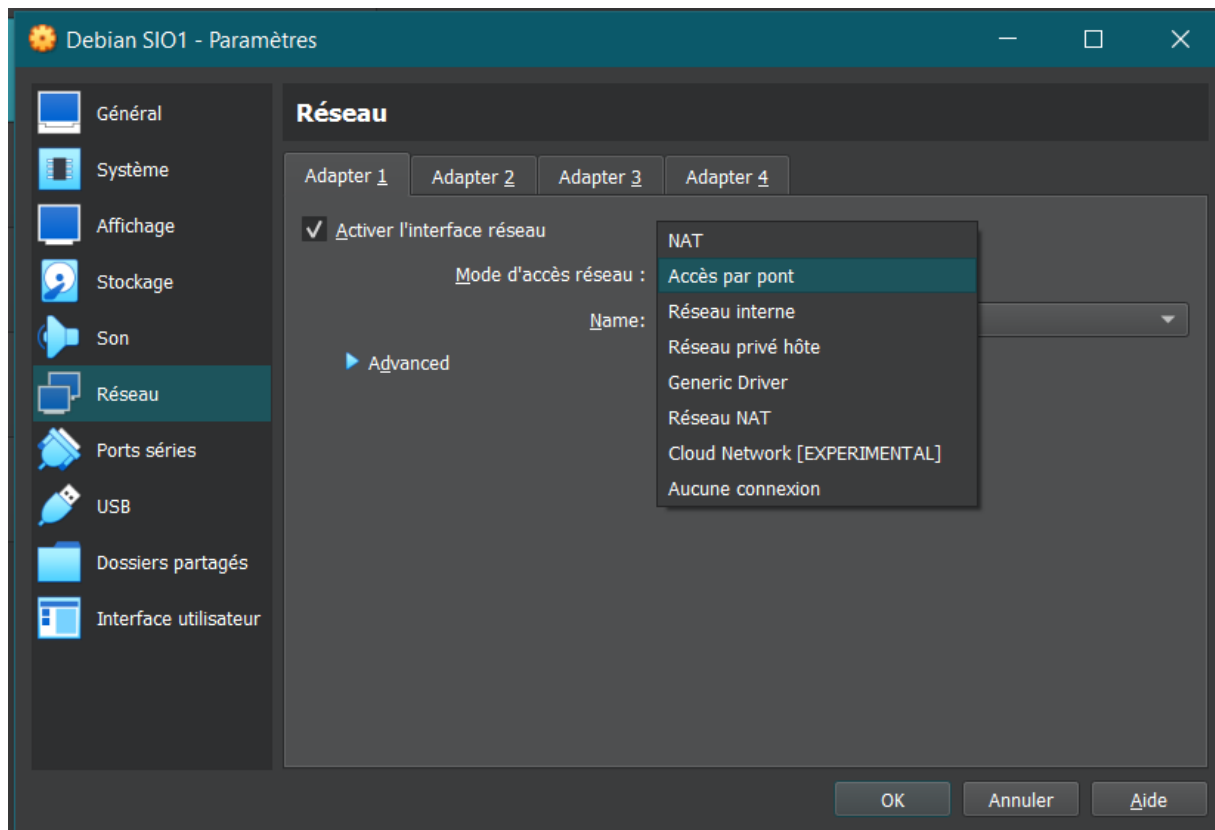 Debian SIO1 - Paramètres
Général
Système
Affichage
Stockage
Son
Réseau
Ports séries
USB
Dossiers partagés
Interface utilisateur
Réseau
Adapter 1 Adapter 2 Adapter 3 Adapter 4
Activer l'interface réseau
Mode d'accès réseau :
Name:
Advanced
NAT
Accès par pont
Réseau interne
Réseau privé hôte
Generic Driver
Réseau NAT
Cloud Network [EXPERIMENTAL]
Aucune connexion
OK Annuler Aide